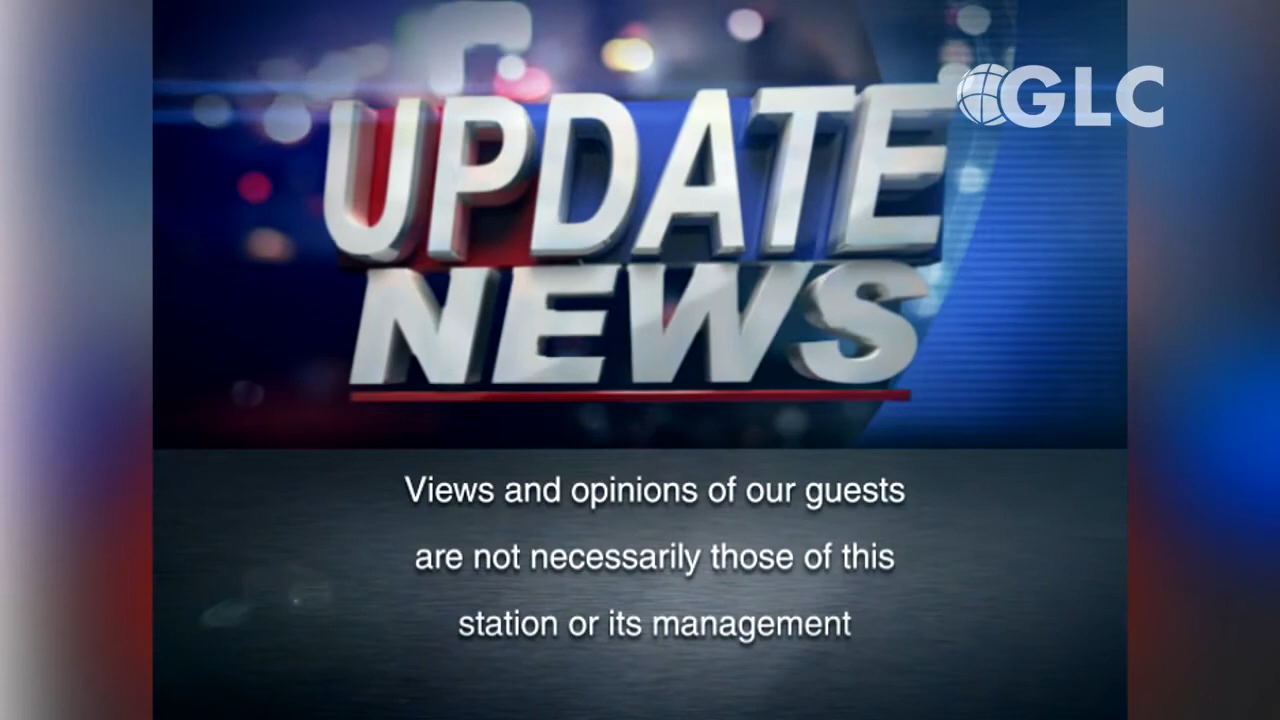 GLC
UPDATE
NEWS
Views and opinions of our guests
are not necessarily those of this
station or its management